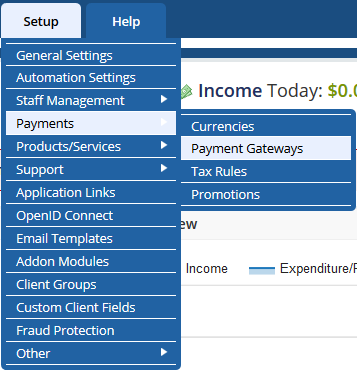 Setup
Help
General Settings
Automation Settings
Staff Management
Payments
Products/Services
Support
Application Links
OpenID Connect
Email Templates
Addon Modules
Client Groups
Custom Client Fields
Fraud Protection
Other
Currencies
Payment Gateways
Tax Rules
Promotions
Income Today: $0.0
Income
Expenditure/